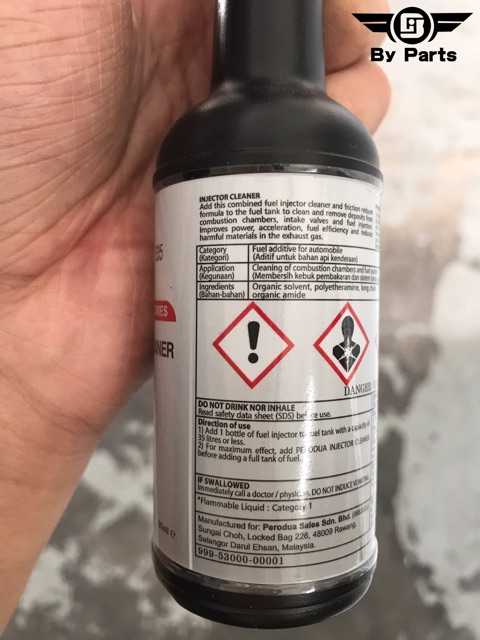 By Parts
INJECTOR CLEANER
Add this combined fuel injector cleaner and friction reducer
formula to the fuel tank to clean and remove deposits from
combustion chambers, intake valves and fuel injectors.
Improves power, acceleration, fuel efficiency and reduces
harmful materials in the exhaust gas.
Category Fuel additive for automobile
(Kategori) (Aditif untuk bahan api kenderaan)
Application Cleaning of combustion chambers and fuel
(Kegunaan) (Membersih kebuk pembakaran dan sistem
Ingredients Organic solvent, polyetheramine, long
(Bahan-bahan) organic amide
DANGER
DO NOT DRINK NOR INHALE
Read safety data sheet (SDS) before use.
Direction of use
1) Add 1 bottle of fuel injector to fuel tank with a capacity of
35 litres or less.
2) For maximum effect, add PERODUA INJECTOR CLEANER
before adding a full tank of fuel.
IF SWALLOWED
Immediately call a doctor / physician, DO NOT INDUCE
*Flammable Liquid : Category 1
Manufactured for: Perodua Sales Sdn. Bhd.
Sungai Choh, Locked Bag 226, 48009 Rawang,
Selangor Darul Ehsan, Malaysia.
999-53000-00001